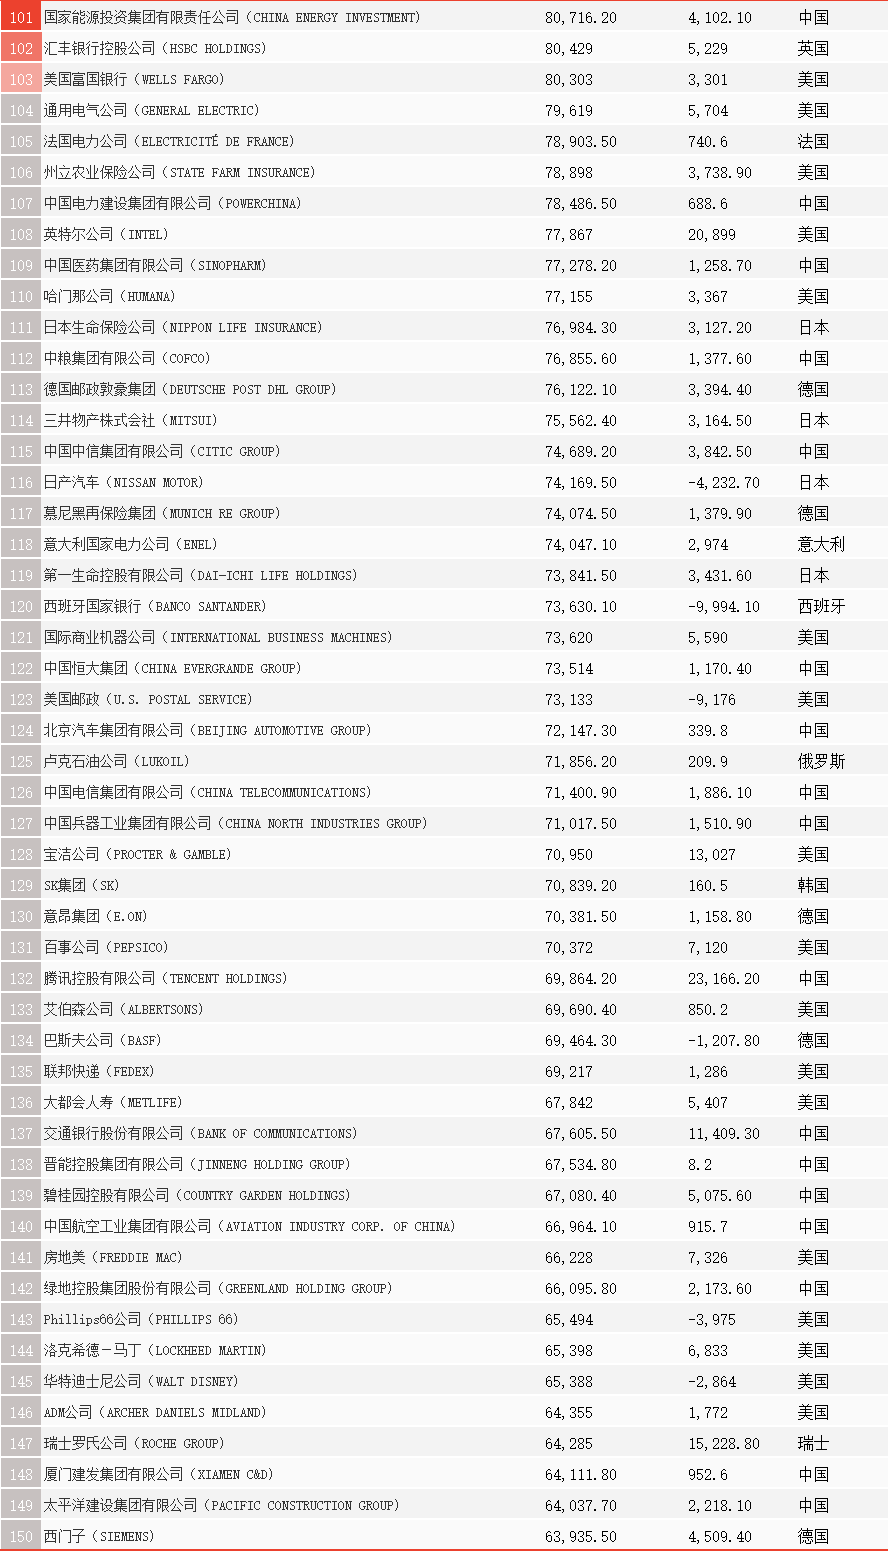 101 国家能源投资集团有限责任公司（CHINA ENERGY INVESTMENT） 80,716.20 4,102.10 中国
102 汇丰银行控股公司（HSBC HOLDINGS） 80,429 5,229 英国
103 美国富国银行（WELLS FARGO） 80,303 3,301 美国
104 通用电气公司（GENERAL ELECTRIC） 79,619 5,704 美国
105 法国电力公司（ELECTRICITÉ DE FRANCE） 78,903.50 740.6 法国
106 州立农业保险公司（STATE FARM INSURANCE） 78,898 3,738.90 美国
107 中国电力建设集团有限公司（POWERCHINA） 78,486.50 688.6 中国
108 英特尔公司（INTEL） 77,867 20,899 美国
109 中国医药集团有限公司（SINOPHARM） 77,278.20 1,258.70 中国
110 哈门那公司（HUMANA） 77,155 3,367 美国
111 日本生命保险公司（NIPPON LIFE INSURANCE） 76,984.30 3,127.20 日本
112 中粮集团有限公司（COFCO） 76,855.60 1,377.60 中国
113 德国邮政敦豪集团（DEUTSCHE POST DHL GROUP） 76,122.10 3,394.40 德国
114 三井物产株式会社（MITSUI） 75,562.40 3,164.50 日本
115 中国中信集团有限公司（CITIC GROUP） 74,689.20 3,842.50 中国
116 日产汽车（NISSAN MOTOR） 74,169.50 -4,232.70 日本
117 慕尼黑再保险集团（MUNICH RE GROUP） 74,074.50 1,379.90 德国
118 意大利国家电力公司（ENEL） 74,047.10 2,974 意大利
119 第一生命控股有限公司（DAI-ICHI LIFE HOLDINGS） 73,841.50 3,431.60 日本
120 西班牙国家银行（BANCO SANTANDER） 73,630.10 -9,994.10 西班牙
121 国际商业机器公司（INTERNATIONAL BUSINESS MACHINES） 73,620 5,590 美国
122 中国恒大集团（CHINA EVERGRANDE GROUP） 73,514 1,170.40 中国
123 美国邮政（U.S. POSTAL SERVICE） 73,133 -9,176 美国
124 北京汽车集团有限公司（BEIJING AUTOMOTIVE GROUP） 72,147.30 339.8 中国
125 卢克石油公司（LUKOIL） 71,856.20 209.9 俄罗斯
126 中国电信集团有限公司（CHINA TELECOMMUNICATIONS） 71,400.90 1,886.10 中国
127 中国兵器工业集团有限公司（CHINA NORTH INDUSTRIES GROUP） 71,017.50 1,510.90 中国
128 宝洁公司（PROCTER & GAMBLE） 70,950 13,027 美国
129 SK集团（SK） 70,839.20 160.5 韩国
130 意昂集团（E.ON） 70,381.50 1,158.80 德国
131 百事公司（PEPSICO） 70,372 7,120 美国
132 腾讯控股有限公司（TENCENT HOLDINGS） 69,864.20 23,166.20 中国
133 艾伯森公司（ALBERTSONS） 69,690.40 850.2 美国
134 巴斯夫公司（BASF） 69,464.30 -1,207.80 德国
135 联邦快递（FEDEX） 69,217 1,286 美国
136 大都会人寿（METLIFE） 67,842 5,407 美国
137 交通银行股份有限公司（BANK OF COMMUNICATIONS） 67,605.50 11,409.30 中国
138 晋能控股集团有限公司（JINNENG HOLDING GROUP） 67,534.80 8.2 中国
139 碧桂园控股有限公司（COUNTRY GARDEN HOLDINGS） 67,080.40 5,075.60 中国
140 中国航空工业集团有限公司（AVIATION INDUSTRY CORP. OF CHINA） 66,964.10 915.7 中国
141 房地美（FREDDIE MAC） 66,228 7,326 美国
142 绿地控股集团股份有限公司（GREENLAND HOLDING GROUP） 66,095.80 2,173.60 中国
143 Phillips66公司（PHILLIPS 66） 65,494 -3,975 美国
144 洛克希德－马丁（LOCKHEED MARTIN） 65,398 6,833 美国
145 华特迪士尼公司（WALT DISNEY） 65,388 -2,864 美国
146 ADM公司（ARCHER DANIELS MIDLAND） 64,355 1,772 美国
147 瑞士罗氏公司（ROCHE GROUP） 64,285 15,228.80 瑞士
148 厦门建发集团有限公司（XIAMEN C&D） 64,111.80 952.6 中国
149 太平洋建设集团有限公司（PACIFIC CONSTRUCTION GROUP） 64,037.70 2,218.10 中国
150 西门子（SIEMENS） 63,935.50 4,509.40 德国